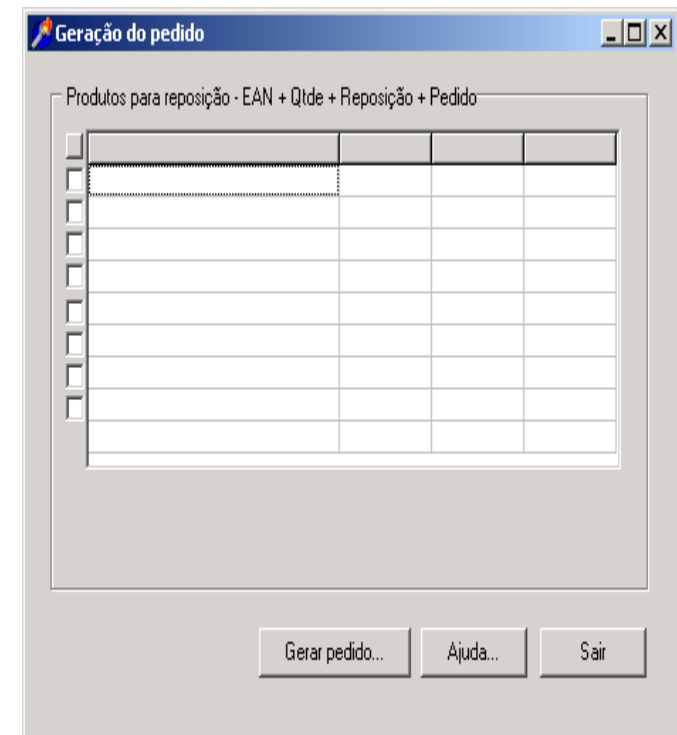 Geração do pedido
Produtos para reposição - EAN + Qtde + Reposição + Pedido
Gerar pedido...
Ajuda...
Sair